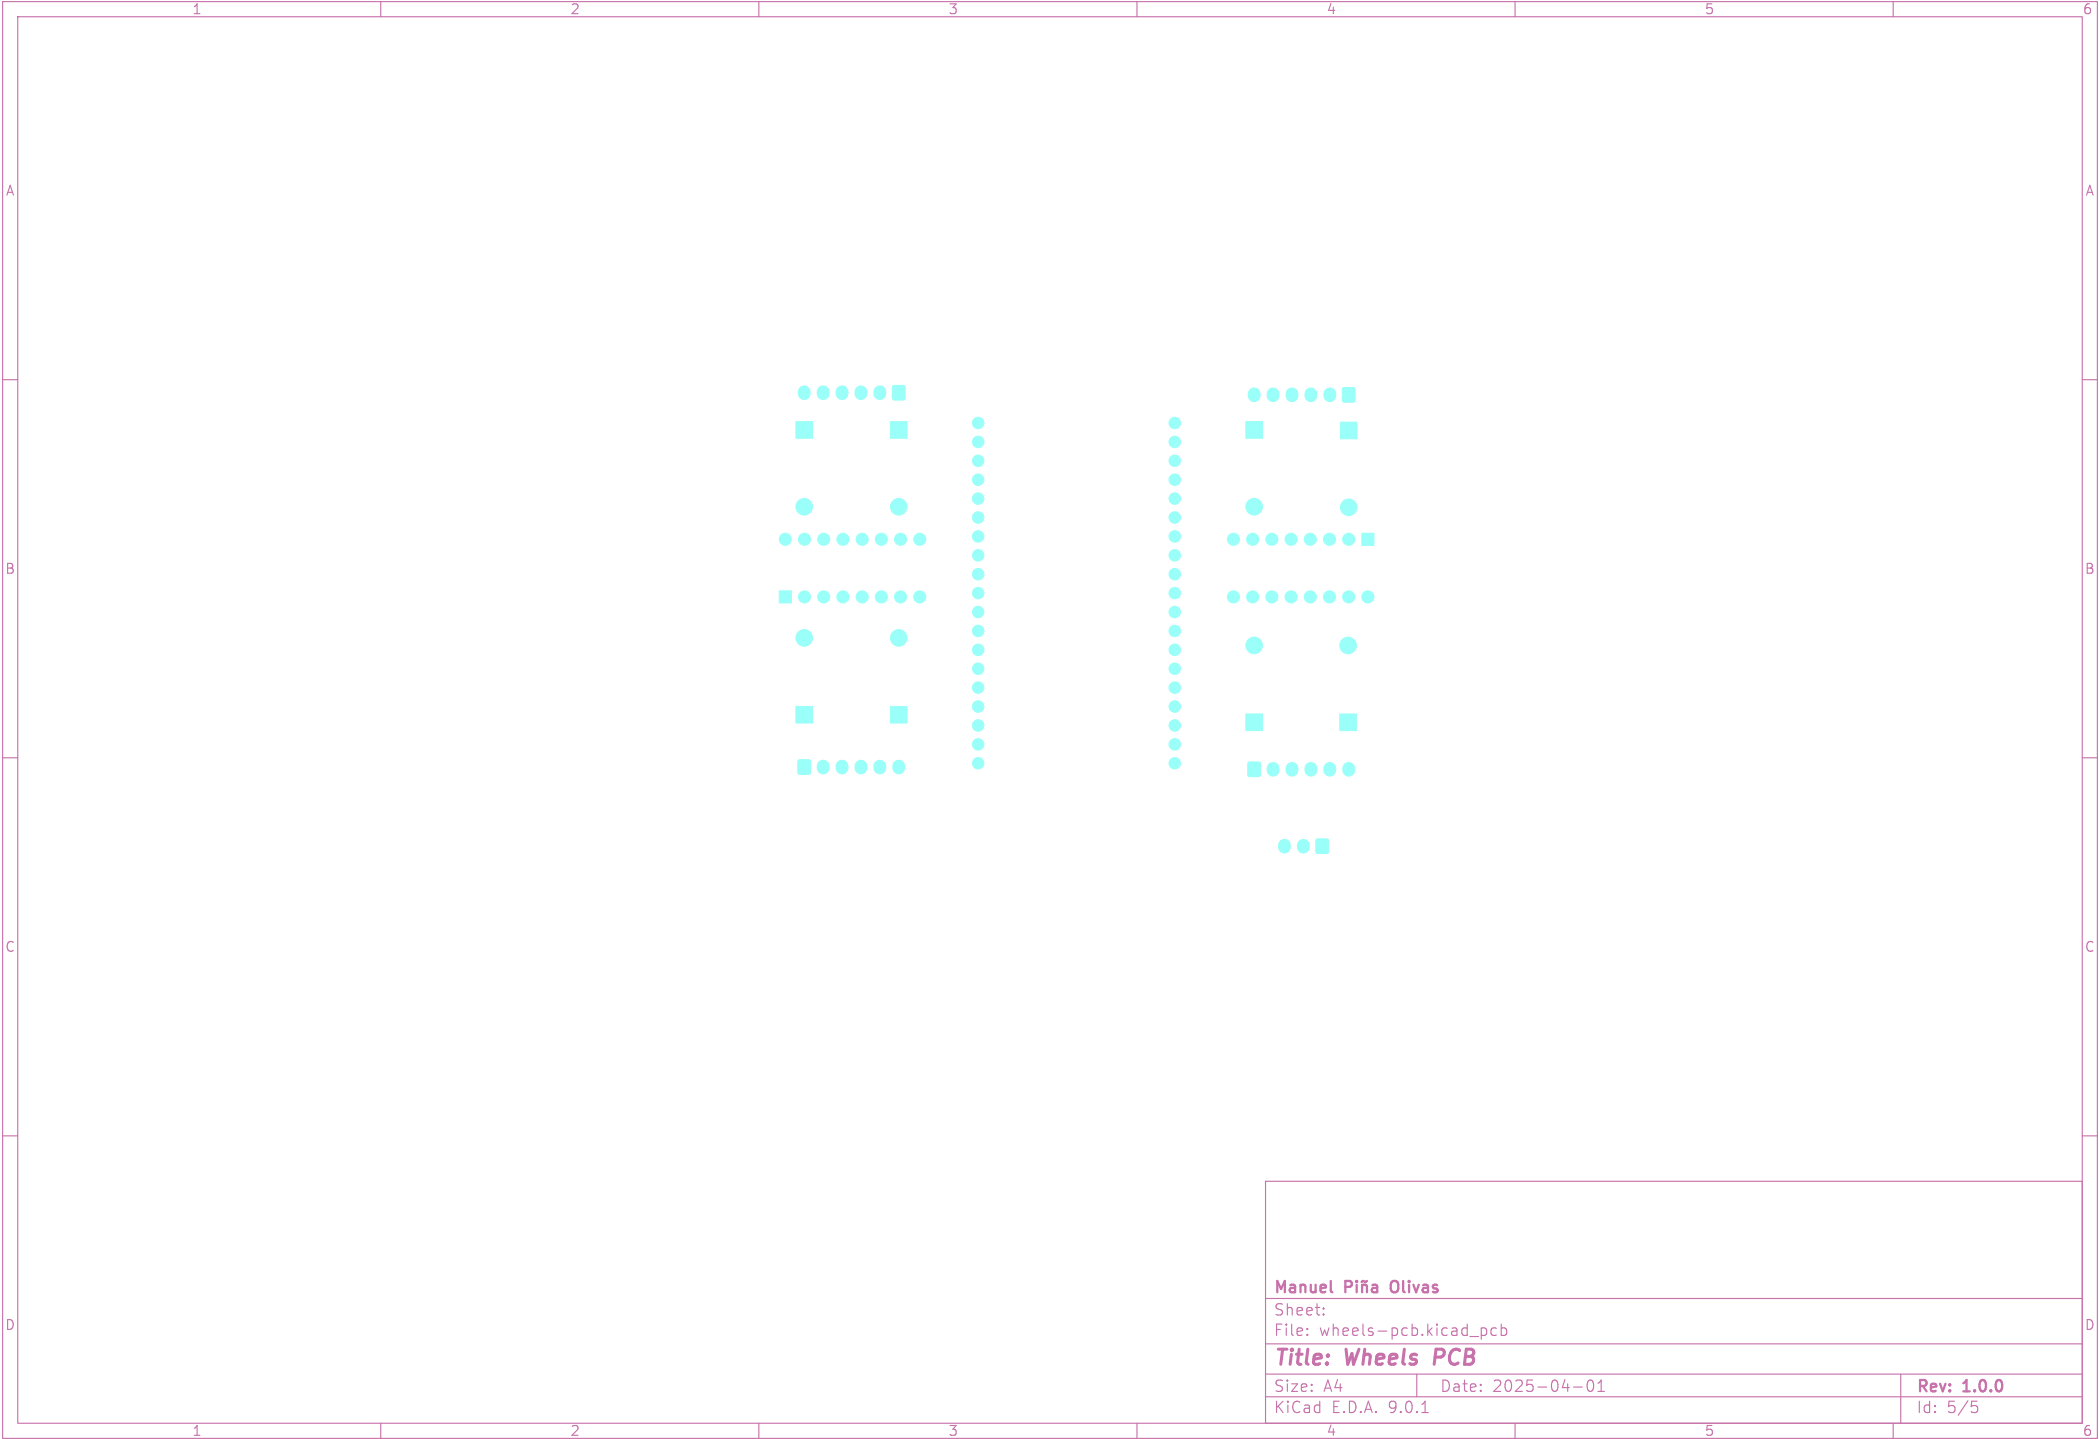 1 2 3 4 5 6
A A
B B
C C
Manuel Piña Olivas
Sheet:
File: wheels-pcb.kicad_pcb
D D
Title: Wheels PCB
Size: A4 Date: 2025-04-01 Rev: 1.0.0
KiCad E.D.A. 9.0.1 Id: 5/5
1 2 3 4 5 6